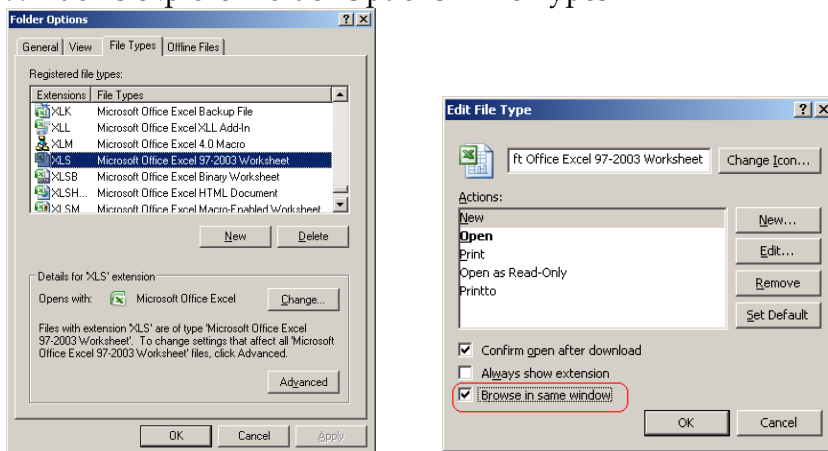 Folder Options
General View File Types Offline Files
Registered file types:
Extensions File Types
XLK Microsoft Office Excel Backup File
XLL Microsoft Office Excel XLL Add-In
XLM Microsoft Office Excel 4.0 Macro
XLS Microsoft Office Excel 97-2003 Worksheet
XLSB Microsoft Office Excel Binary Worksheet
XLSH... Microsoft Office Excel HTML Document
XLSM Microsoft Office Excel Macro-Enabled Worksheet
New Delete
Details for 'XLS' extension
Opens with: Microsoft Office Excel Change...
Files with extension 'XLS' are of type 'Microsoft Office Excel
97-2003 Worksheet'. To change settings that affect all 'Microsoft
Office Excel 97-2003 Worksheet' files, click Advanced.
Advanced
OK Cancel Apply
Edit File Type
ft Office Excel 97-2003 Worksheet Change Icon...
Actions:
New
Open
Print
Open as Read-Only
Printto
New...
Edit...
Remove
Set Default
Confirm open after download
Always show extension
Browse in same window
OK Cancel